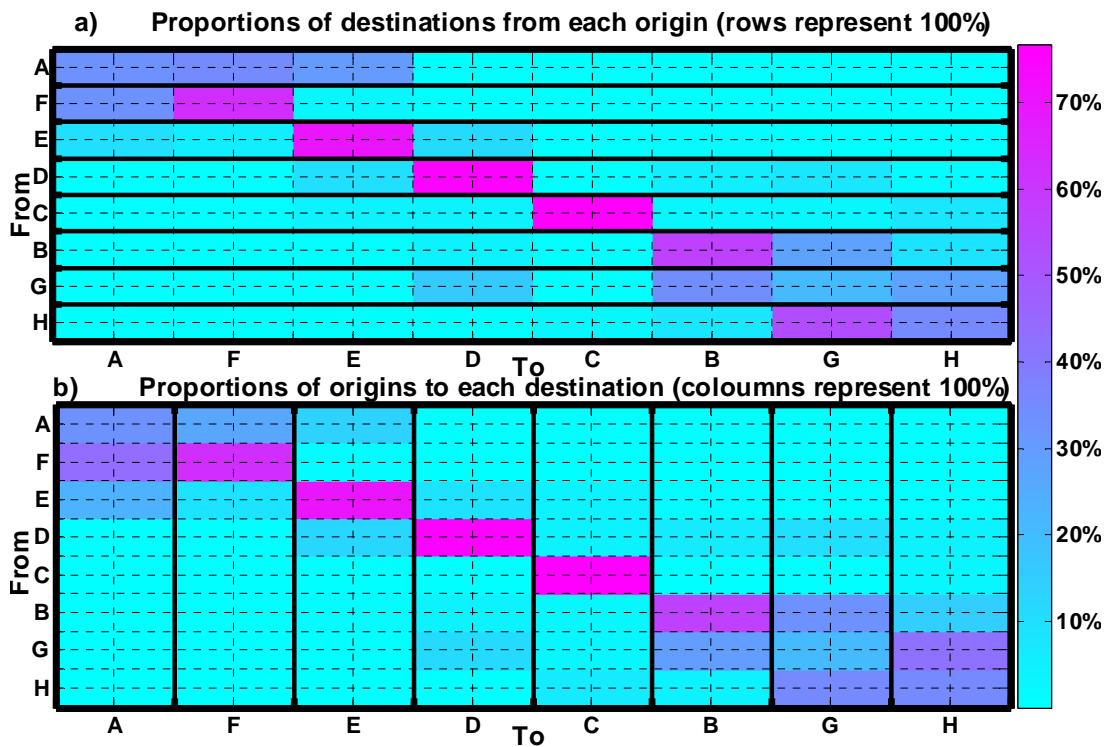 a) Proportions of destinations from each origin (rows represent 100%)
From
A
F
E
D
C
B
G
H
A F E D C B G H
To
70%
60%
50%
40%
30%
20%
10%
b) Proportions of origins to each destination (coloumns represent 100%)
From
A
F
E
D
C
B
G
H
A F E D C B G H
To